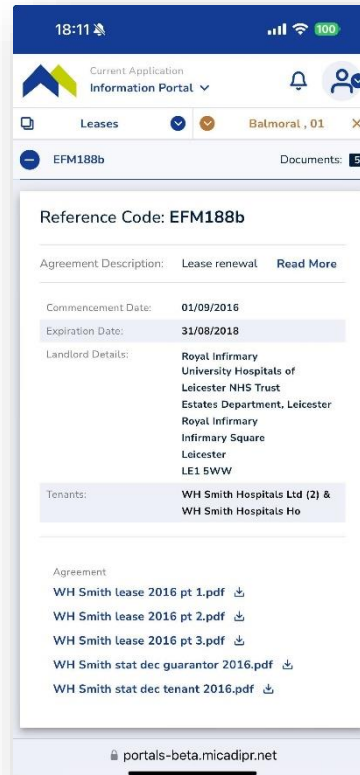 18:11 100
Current Application
Information Portal
Leases Balmoral , 01
EFM188b Documents: 5
Reference Code: EFM188b
Agreement Description: Lease renewal Read More
Commencement Date: 01/09/2016
Expiration Date: 31/08/2018
Landlord Details: Royal Infirmary
University Hospitals of
Leicester NHS Trust
Estates Department, Leicester
Royal Infirmary
Infirmary Square
Leicester
LE1 5WW
Tenants: WH Smith Hospitals Ltd (2) &
WH Smith Hospitals Ho
Agreement
WH Smith lease 2016 pt 1.pdf
WH Smith lease 2016 pt 2.pdf
WH Smith lease 2016 pt 3.pdf
WH Smith stat dec guarantor 2016.pdf
WH Smith stat dec tenant 2016.pdf
portals-beta.micadipr.net